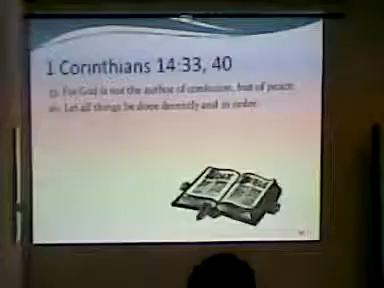 1 Corinthians 14:33, 40
33 For God is not the author of confusion, but of peace
40 Let all things be done decently and in order.